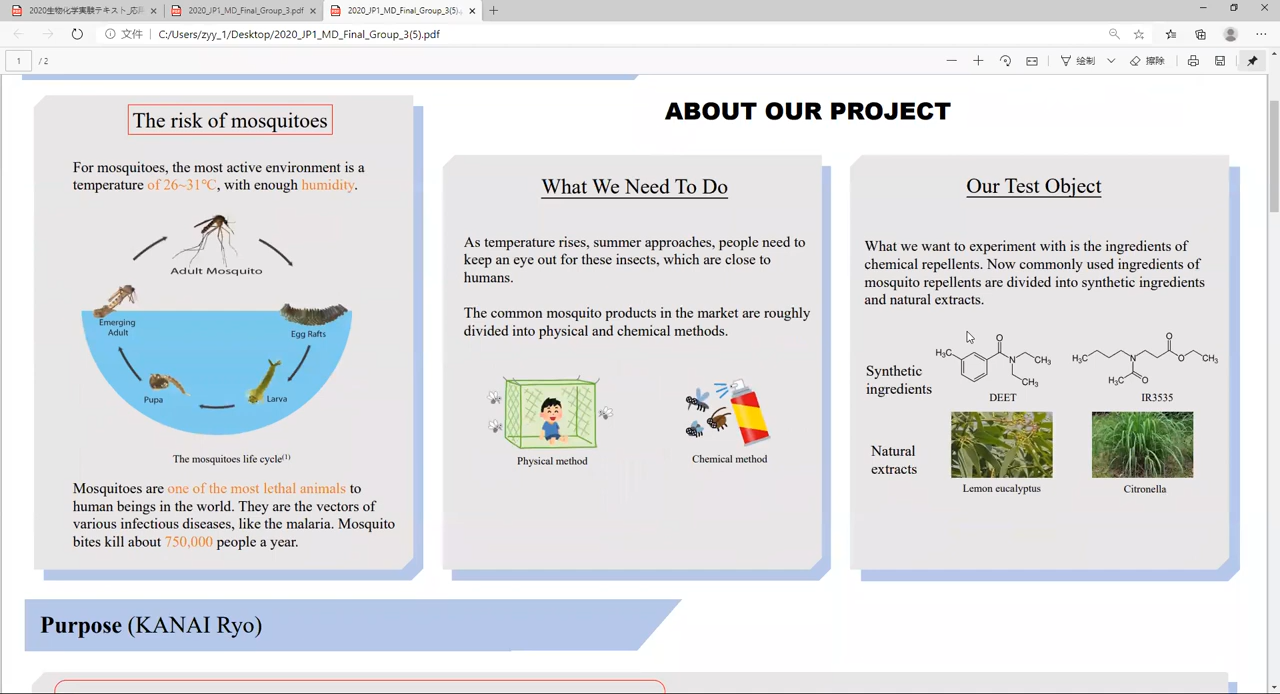 2020生物化学実験テキスト_応
2020_JP1_MD_Final_Group_3.pdf
2020_JP1_MD_Final_Group_3(5).p
文件
C:/Users/zyy_1/Desktop/2020_JP1_MD_Final_Group_3(5).pdf
1 / 2
绘制
擦除
The risk of mosquitoes
For mosquitoes, the most active environment is a
temperature of 26~31℃, with enough humidity.
Adult Mosquito
Emerging
Adult
Egg Rafts
Pupa
Larva
The mosquitoes life cycle(1)
Mosquitoes are one of the most lethal animals to
human beings in the world. They are the vectors of
various infectious diseases, like the malaria. Mosquito
bites kill about 750,000 people a year.
ABOUT OUR PROJECT
What We Need To Do
As temperature rises, summer approaches, people need to
keep an eye out for these insects, which are close to
humans.
The common mosquito products in the market are roughly
divided into physical and chemical methods.
Physical method
Chemical method
Our Test Object
What we want to experiment with is the ingredients of
chemical repellents. Now commonly used ingredients of
mosquito repellents are divided into synthetic ingredients
and natural extracts.
Synthetic
ingredients
H₃C
O
N
CH₃
CH₃
DEET
H₃C
N
O
O
CH₃
H₃C
O
IR3535
Natural
extracts
Lemon eucalyptus
Citronella
Purpose (KANAI Ryo)